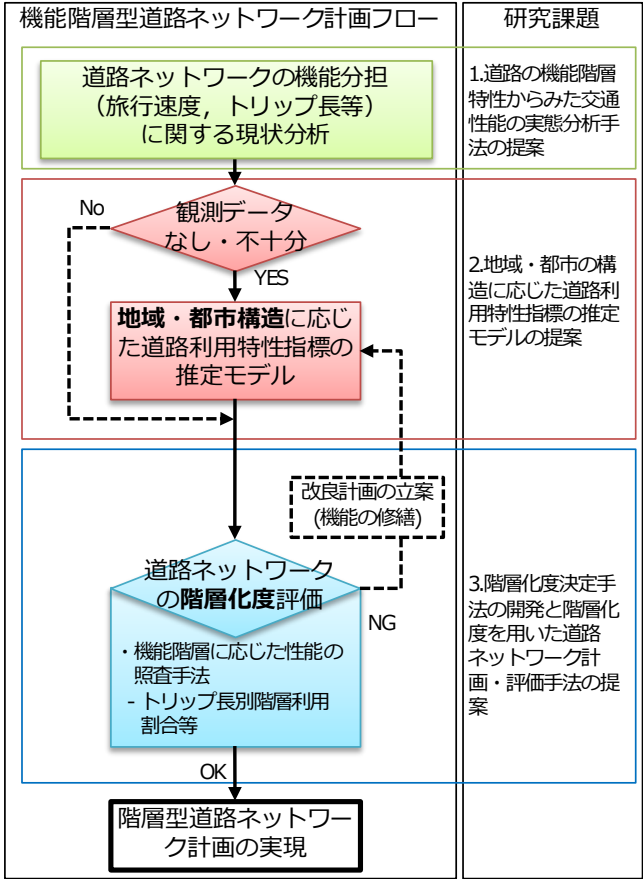 機能階層型道路ネットワーク計画フロー
研究課題
道路ネットワークの機能分担
（旅行速度，トリップ長等）
に関する現状分析
1.道路の機能階層
特性からみた交通
性能の実態分析手
法の提案
No
観測データ
なし・不十分
YES
地域・都市構造に応じ
た道路利用特性指標の
推定モデル
2.地域・都市の構
造に応じた道路利
用特性指標の推定
モデルの提案
改良計画の立案
(機能の修繕)
道路ネットワーク
の階層化度評価
NG
・機能階層に応じた性能の
照査手法
- トリップ長別階層利用
割合等
3.階層化度決定手
法の開発と階層化
度を用いた道路
ネットワーク計
画・評価手法の提
案
OK
階層型道路ネットワー
ク計画の実現